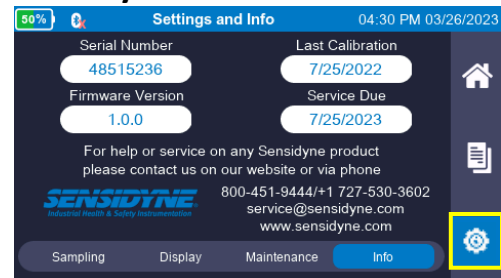 50% Settings and Info 04:30 PM 03/26/2023
Serial Number Last Calibration
48515236 7/25/2022
Firmware Version Service Due
1.0.0 7/25/2023
For help or service on any Sensidyne product
please contact us on our website or via phone
SENSIDYNE
Industrial Health & Safety Instrumentation
800-451-9444/+1 727-530-3602
service@sensidyne.com
www.sensidyne.com
Sampling Display Maintenance Info